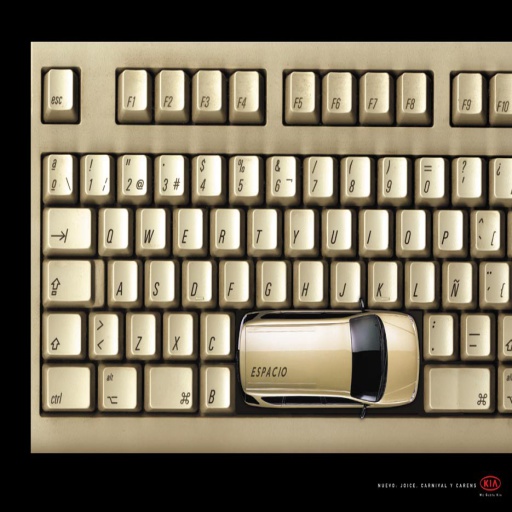 esc F1 F2 F3 F4 F5 F6 F7 F8 F9 F10
ª º \ ! 1 / " 2 @ · 3 # $ 4 % 5 & 6 ¬ / 7 ( 8 ) 9 = 0 ? ' ¿
Q W E R T Y U I O P ^ ` [
A S D F G H J K L Ñ ¨ ´ {
> < Z X C : . _ -
ctrl alt ⌥ ⌘ B ESPACIO ⌘ alt
NUEVO. JOICE, CARNIVAL Y CARENS KIA